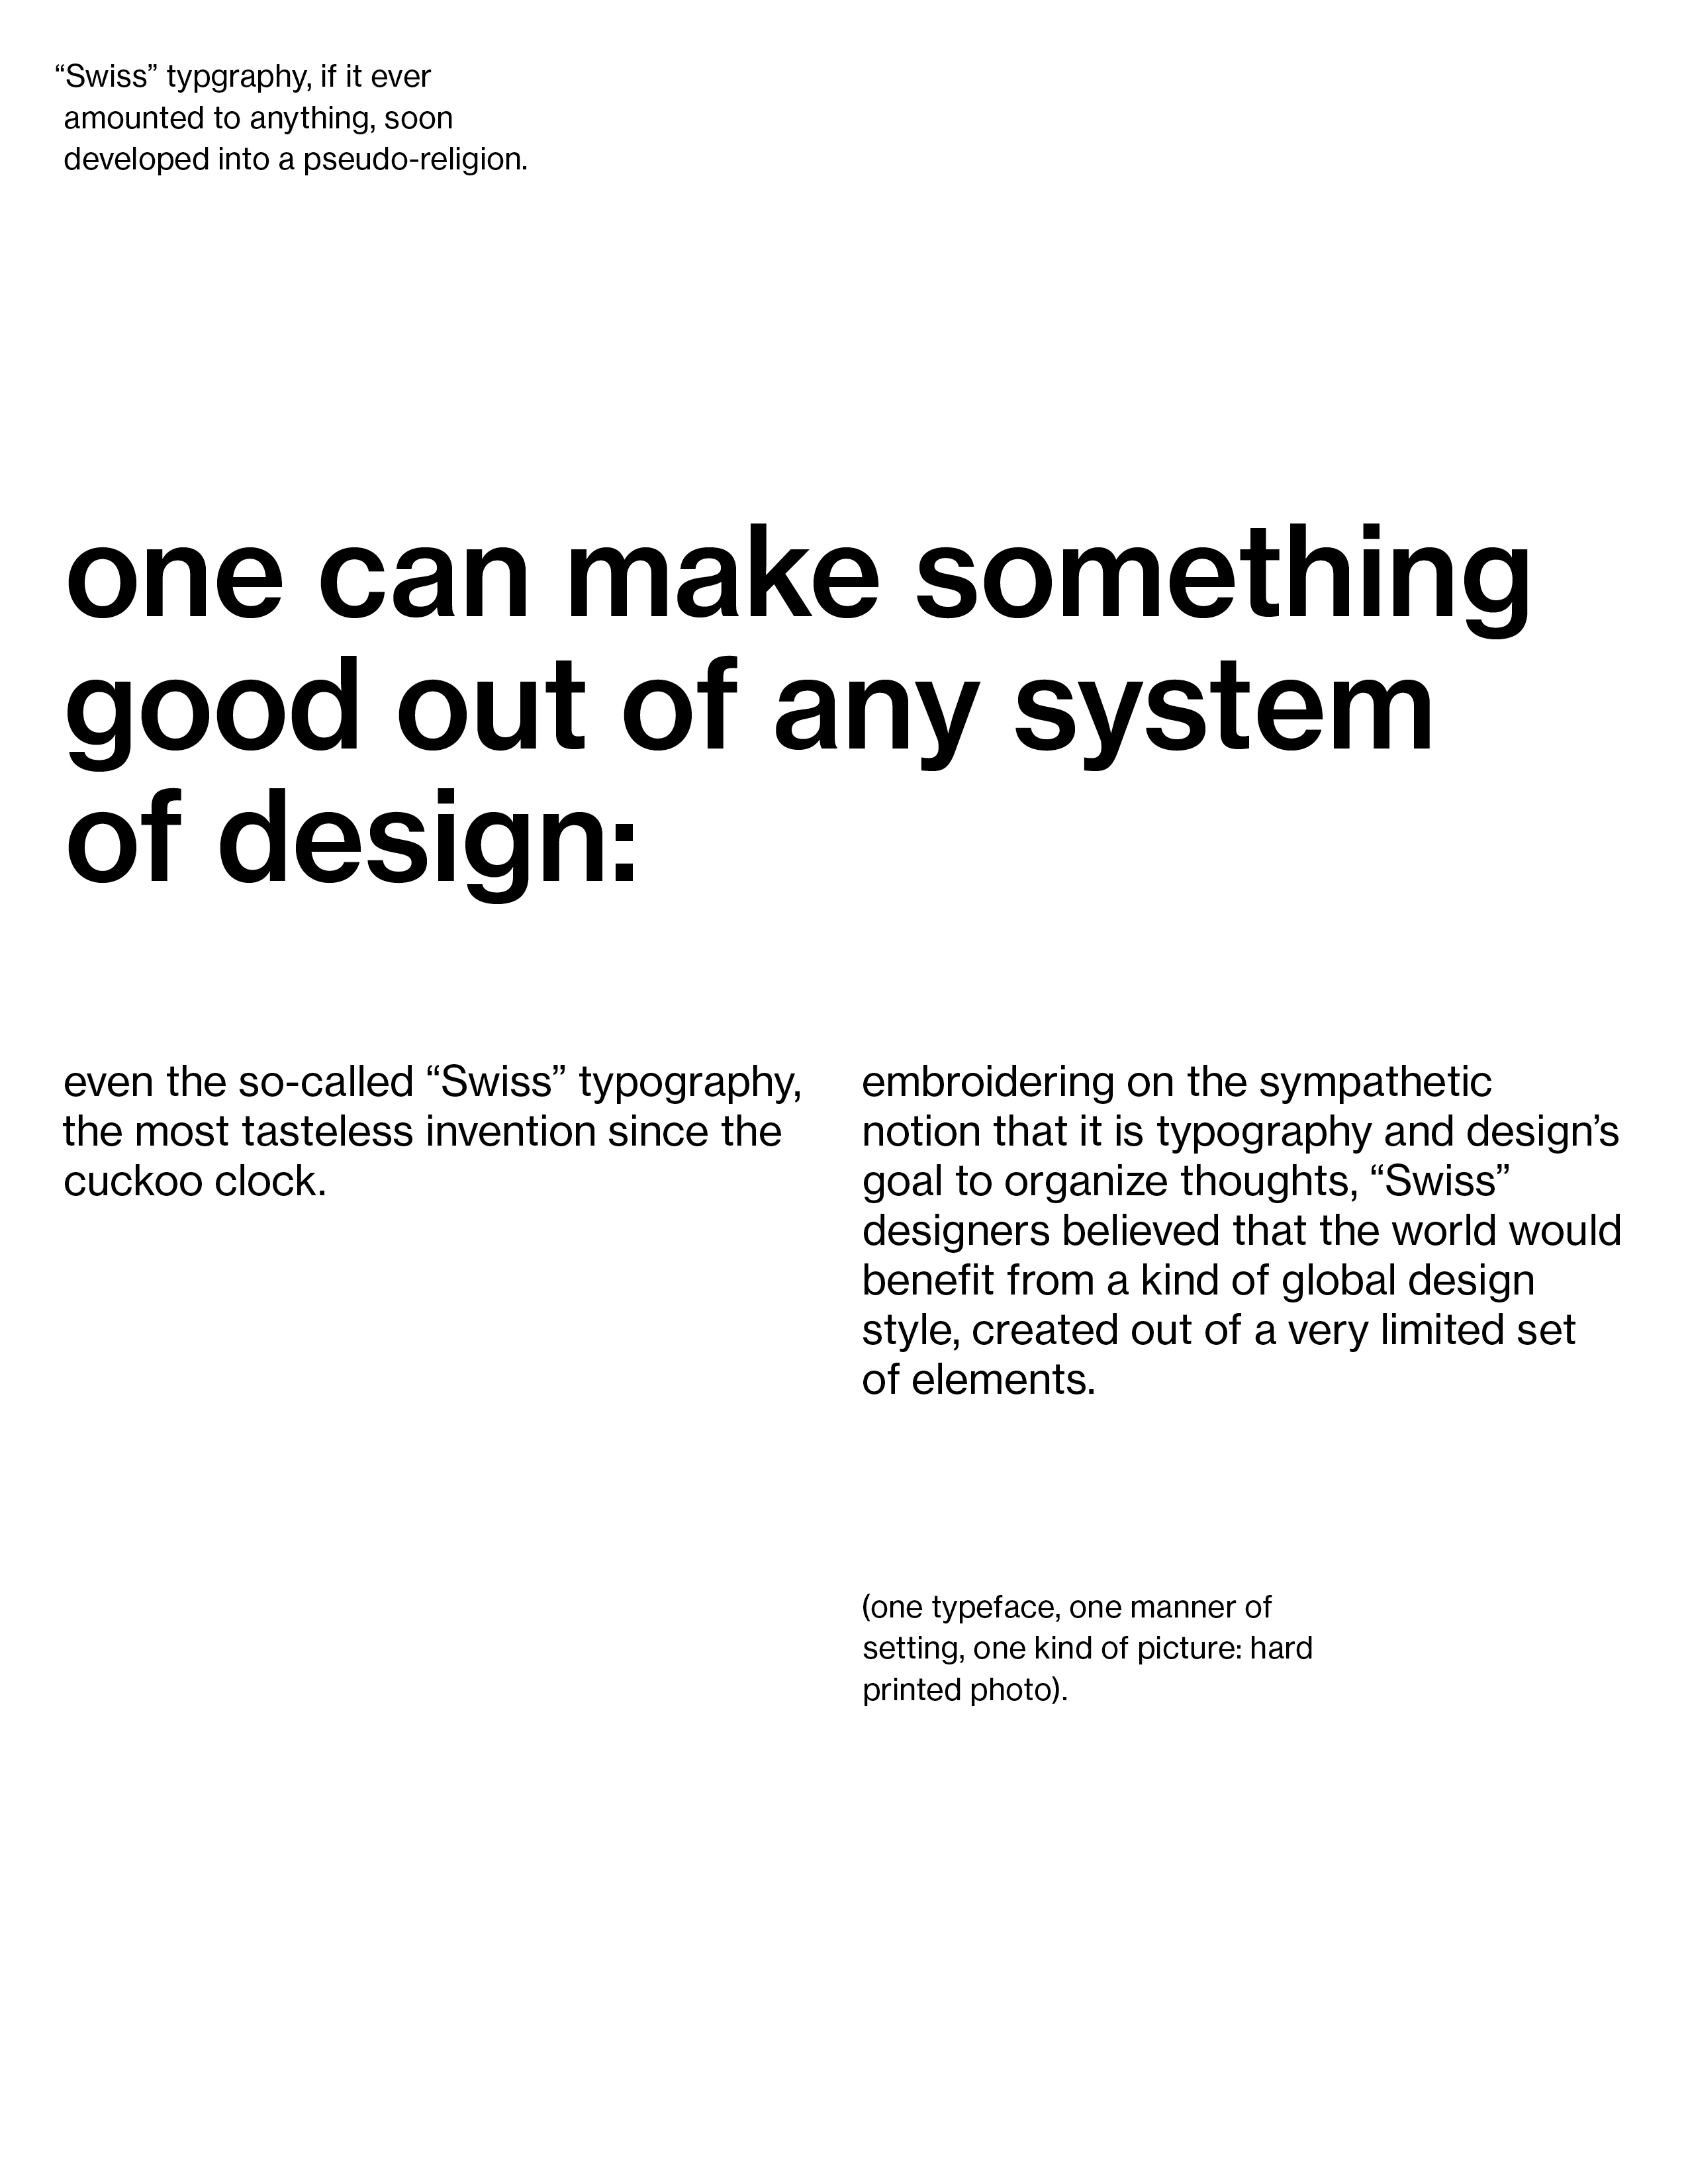 “Swiss” typgraphy, if it ever
amounted to anything, soon
developed into a pseudo-religion.
one can make something
good out of any system
of design:
even the so-called “Swiss” typography,
the most tasteless invention since the
cuckoo clock.
embroidering on the sympathetic
notion that it is typography and design’s
goal to organize thoughts, “Swiss”
designers believed that the world would
benefit from a kind of global design
style, created out of a very limited set
of elements.
(one typeface, one manner of
setting, one kind of picture: hard
printed photo).